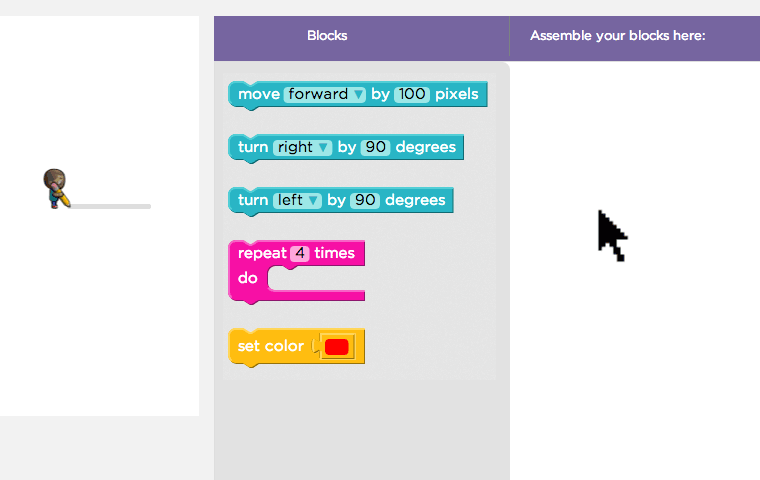 Blocks
Assemble your blocks here:
move forward ▼ by 100 pixels
turn right ▼ by 90 degrees
turn left ▼ by 90 degrees
repeat 4 times
do
set color